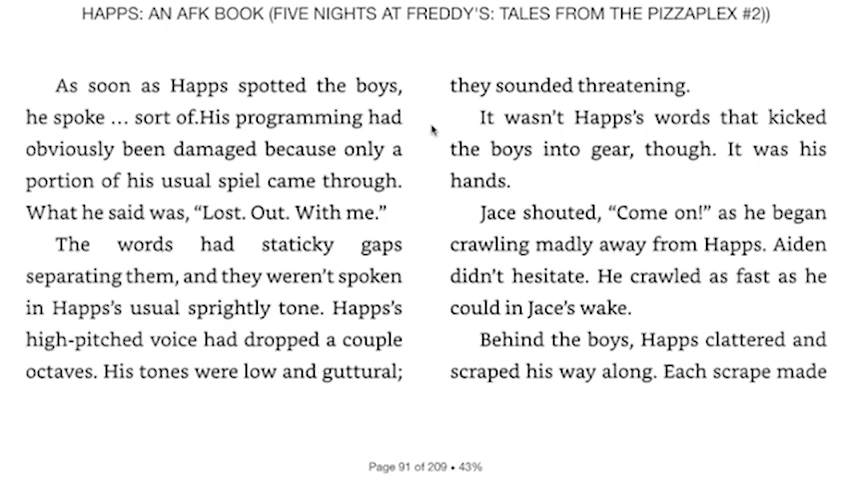 HAPPS: AN AFK BOOK (FIVE NIGHTS AT FREDDY'S: TALES FROM THE PIZZAPLEX #2))
As soon as Happs spotted the boys,
he spoke … sort of.His programming had
obviously been damaged because only a
portion of his usual spiel came through.
What he said was, “Lost. Out. With me.”
The words had staticky gaps
separating them, and they weren’t spoken
in Happs’s usual sprightly tone. Happs’s
high-pitched voice had dropped a couple
octaves. His tones were low and guttural;
they sounded threatening.
It wasn’t Happs’s words that kicked
the boys into gear, though. It was his
hands.
Jace shouted, “Come on!” as he began
crawling madly away from Happs. Aiden
didn’t hesitate. He crawled as fast as he
could in Jace’s wake.
Behind the boys, Happs clattered and
scraped his way along. Each scrape made
Page 91 of 209 • 43%